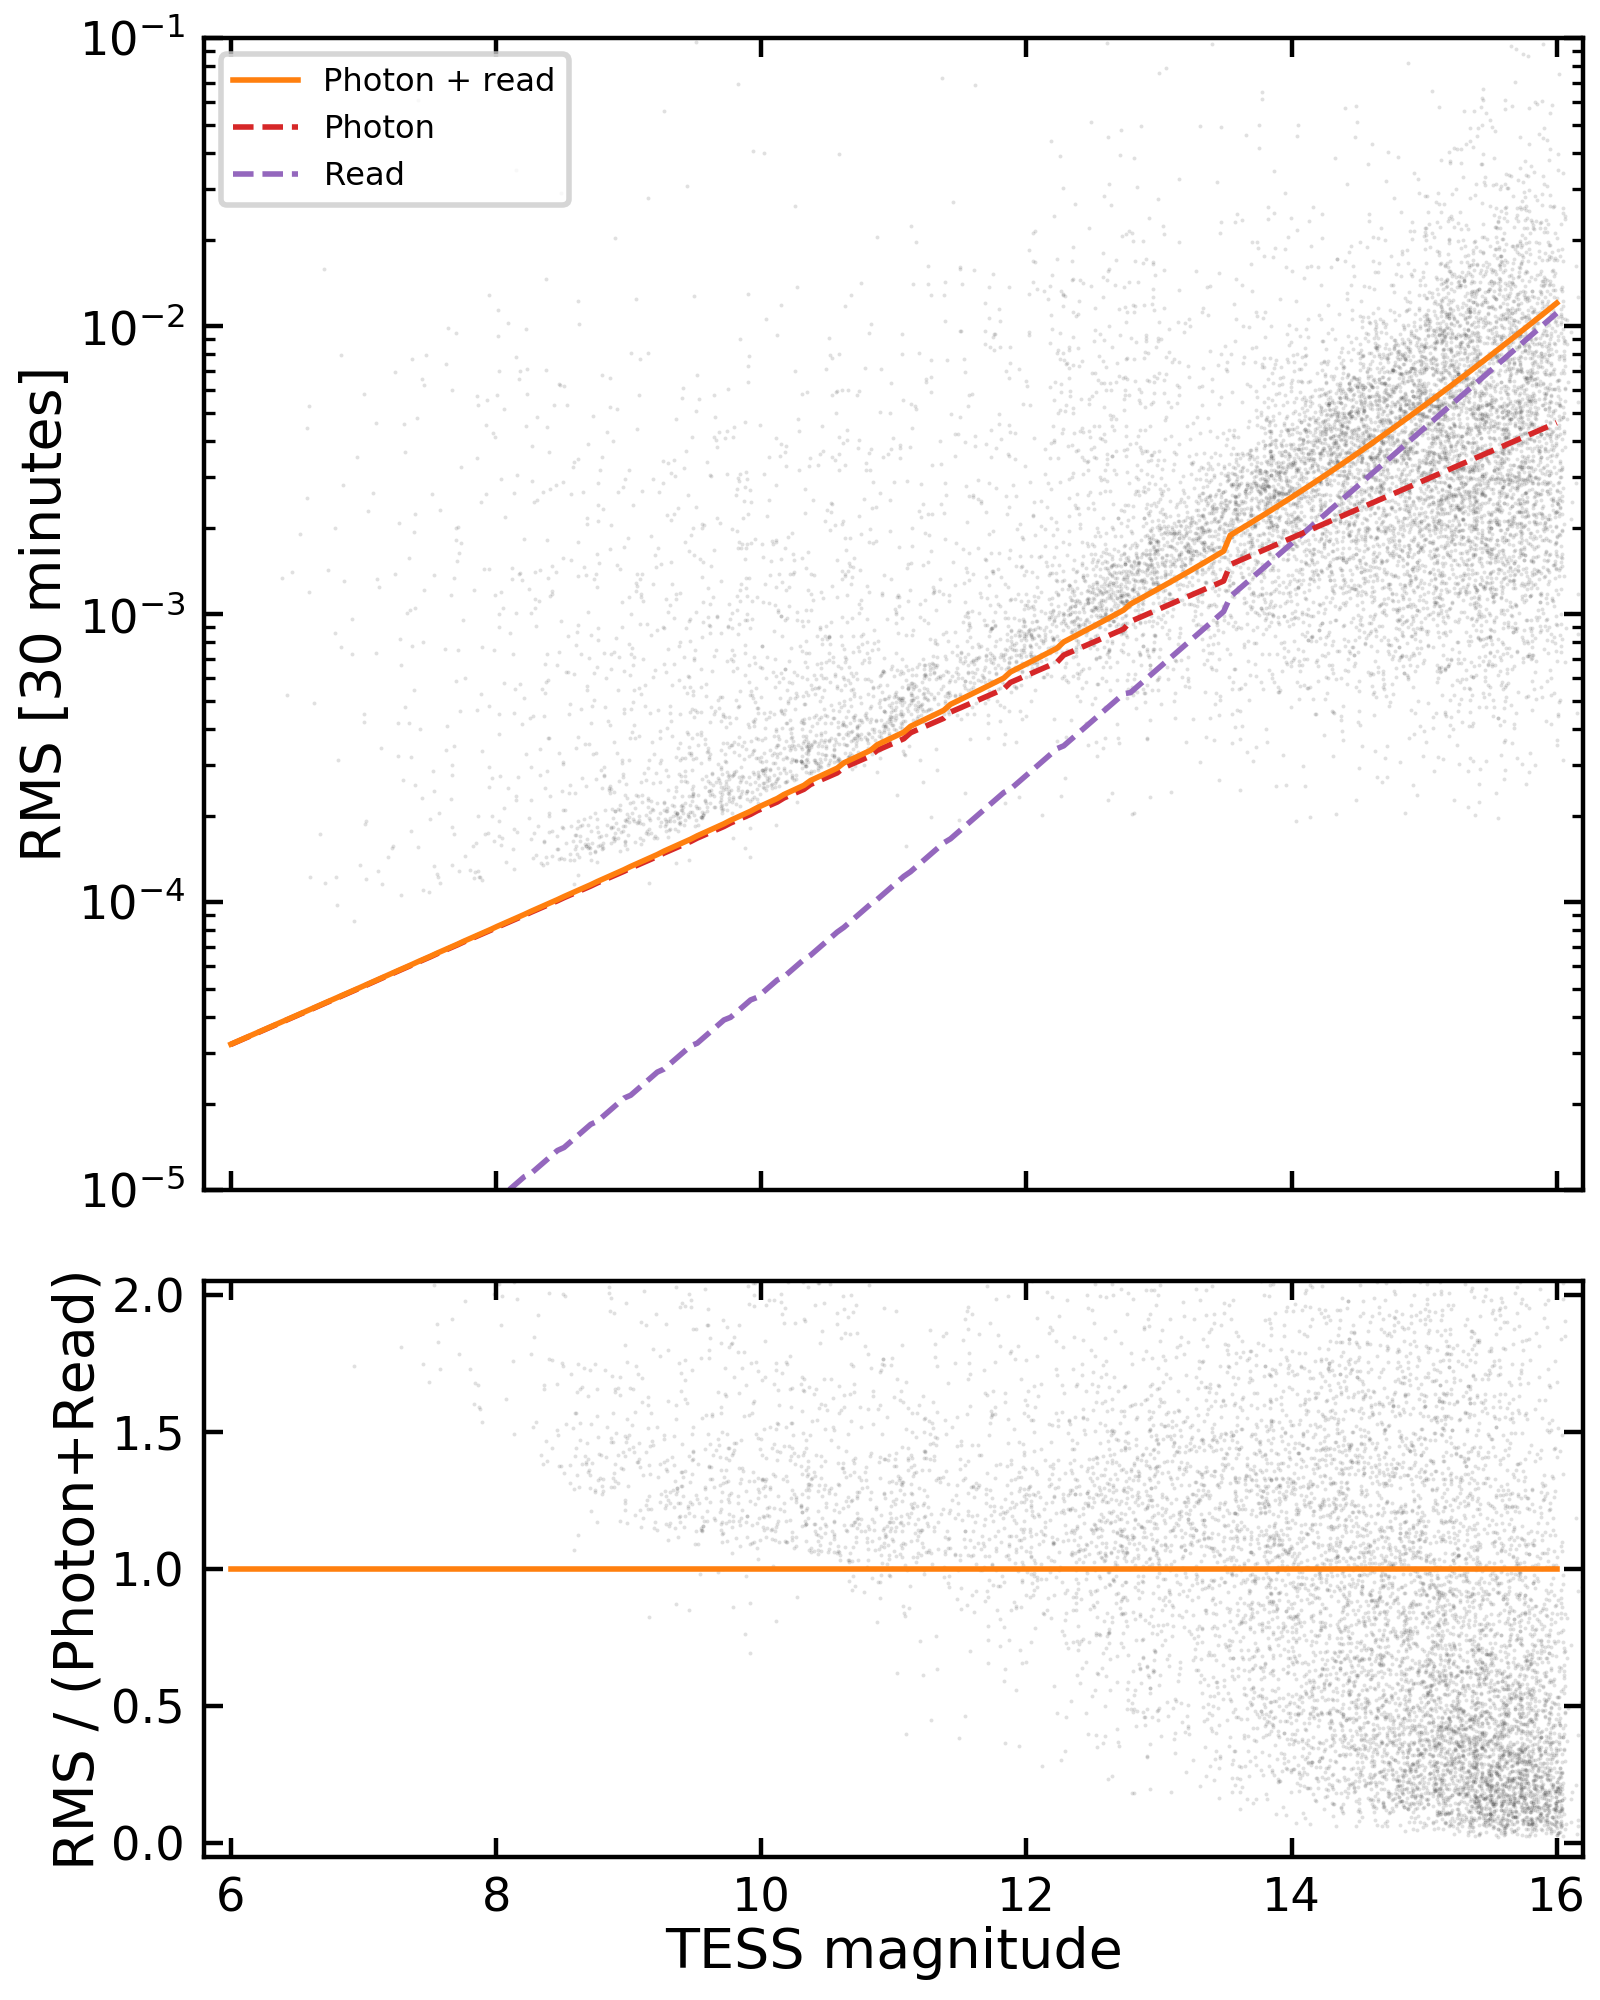 10⁻¹
10⁻²
10⁻³
10⁻⁴
10⁻⁵
RMS [30 minutes]
Photon + read
Photon
Read
2.0
1.5
1.0
0.5
0.0
RMS / (Photon+Read)
6 8 10 12 14 16
TESS magnitude